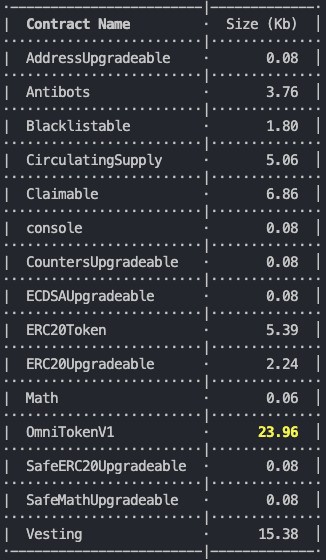 Contract Name · Size (Kb)
AddressUpgradeable · 0.08
Antibots · 3.76
Blacklistable · 1.80
CirculatingSupply · 5.06
Claimable · 6.86
console · 0.08
CountersUpgradeable · 0.08
ECDSAUpgradeable · 0.08
ERC20Token · 5.39
ERC20Upgradeable · 2.24
Math · 0.06
OmniTokenV1 · 23.96
SafeERC20Upgradeable · 0.08
SafeMathUpgradeable · 0.08
Vesting · 15.38